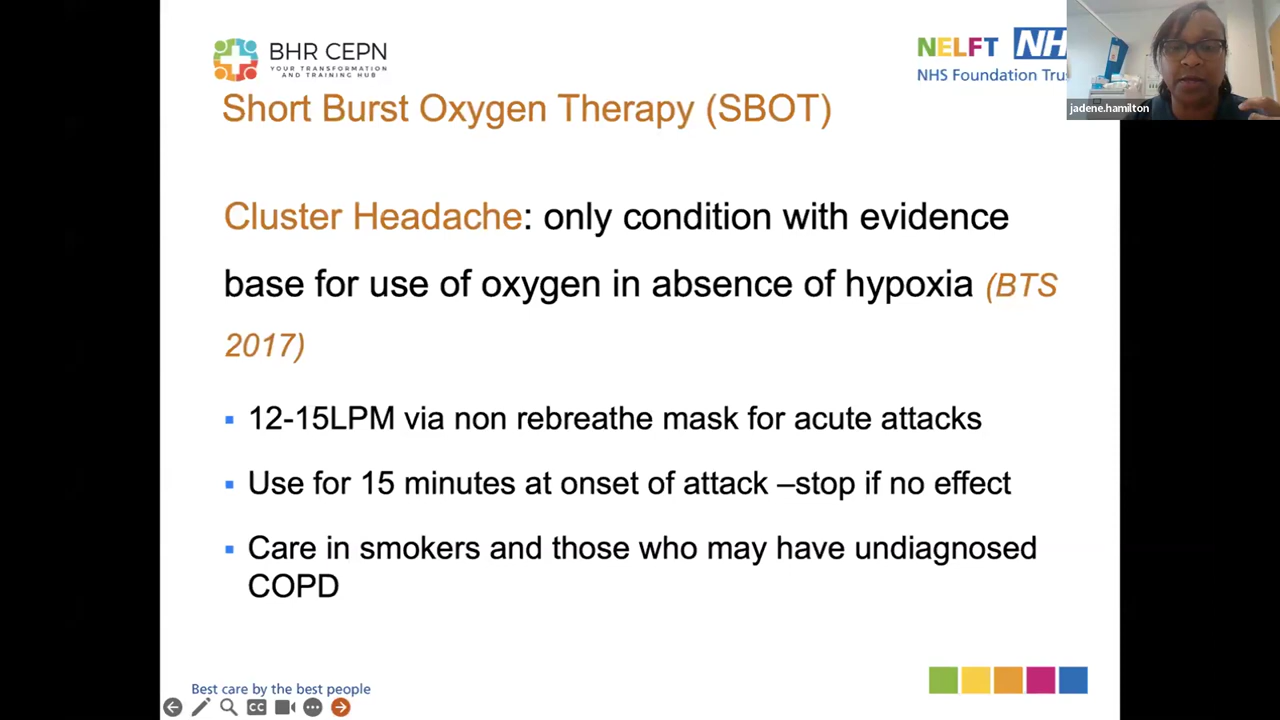 BHR CEPN
YOUR TRANSFORMATION
AND TRAINING HUB
NELFT NH
NHS Foundation Trus
jadene.hamilton
Short Burst Oxygen Therapy (SBOT)
Cluster Headache: only condition with evidence
base for use of oxygen in absence of hypoxia (BTS
2017)
▪ 12-15LPM via non rebreathe mask for acute attacks
▪ Use for 15 minutes at onset of attack –stop if no effect
▪ Care in smokers and those who may have undiagnosed
COPD
Best care by the best people
CC